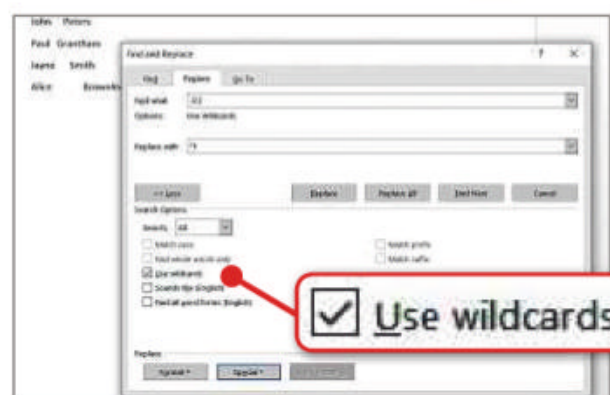 John Peters
Paul Grantham
Jayne Smith
Alice
Find and Replace ? ×
Find Replace Go To
Find what:
Options: Use Wildcards
Replace with: ^t
<< Less Replace Replace All Find Next Cancel
Search Options
Search: All
Match case Match prefix
Find whole words only Match suffix
Use wildcards
Sounds like (English)
Find all word forms (English)
Use wildcards
Replace
Format Special